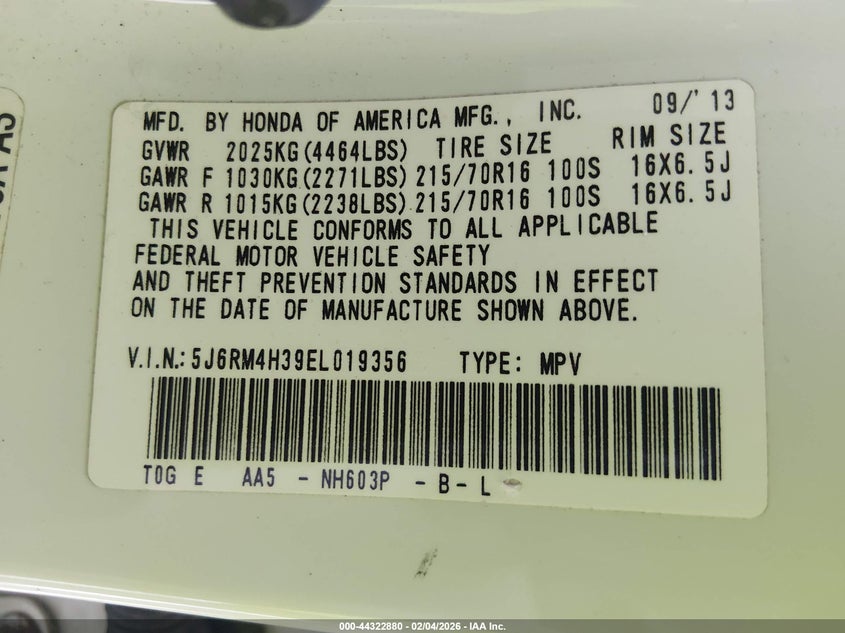 MFD. BY HONDA OF AMERICA MFG., INC. 09/'13
GVWR 2025KG(4464LBS) TIRE SIZE RIM SIZE
GAWR F 1030KG(2271LBS) 215/70R16 100S 16X6.5J
GAWR R 1015KG(2238LBS) 215/70R16 100S 16X6.5J
THIS VEHICLE CONFORMS TO ALL APPLICABLE
FEDERAL MOTOR VEHICLE SAFETY
AND THEFT PREVENTION STANDARDS IN EFFECT
ON THE DATE OF MANUFACTURE SHOWN ABOVE.
V.I.N.: 5J6RM4H39EL019356 TYPE: MPV
T0G E AA5 - NH603P - B - L
000-44322880 - 02/04/2026 - IAA Inc.